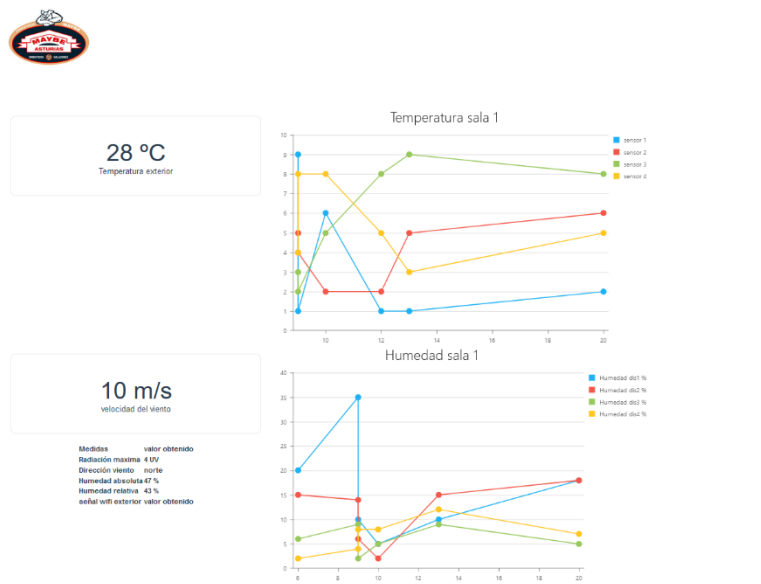 MAYBE
ASTURIAS
28 ºC
Temperatura exterior
Temperatura sala 1
10
9
8
7
6
5
4
3
2
1
0
10 12 14 16 18 20
sensor 1
sensor 2
sensor 3
sensor 4
10 m/s
velocidad del viento
Humedad sala 1
40
35
30
25
20
15
10
5
0
6 8 10 12 14 16 18 20
Humedad dis1 %
Humedad dis2 %
Humedad dis3 %
Humedad dis4 %
Medidas valor obtenido
Radiación maxima 4 UV
Dirección viento norte
Humedad absoluta 47 %
Humedad relativa 43 %
señal wifi exterior valor obtenido